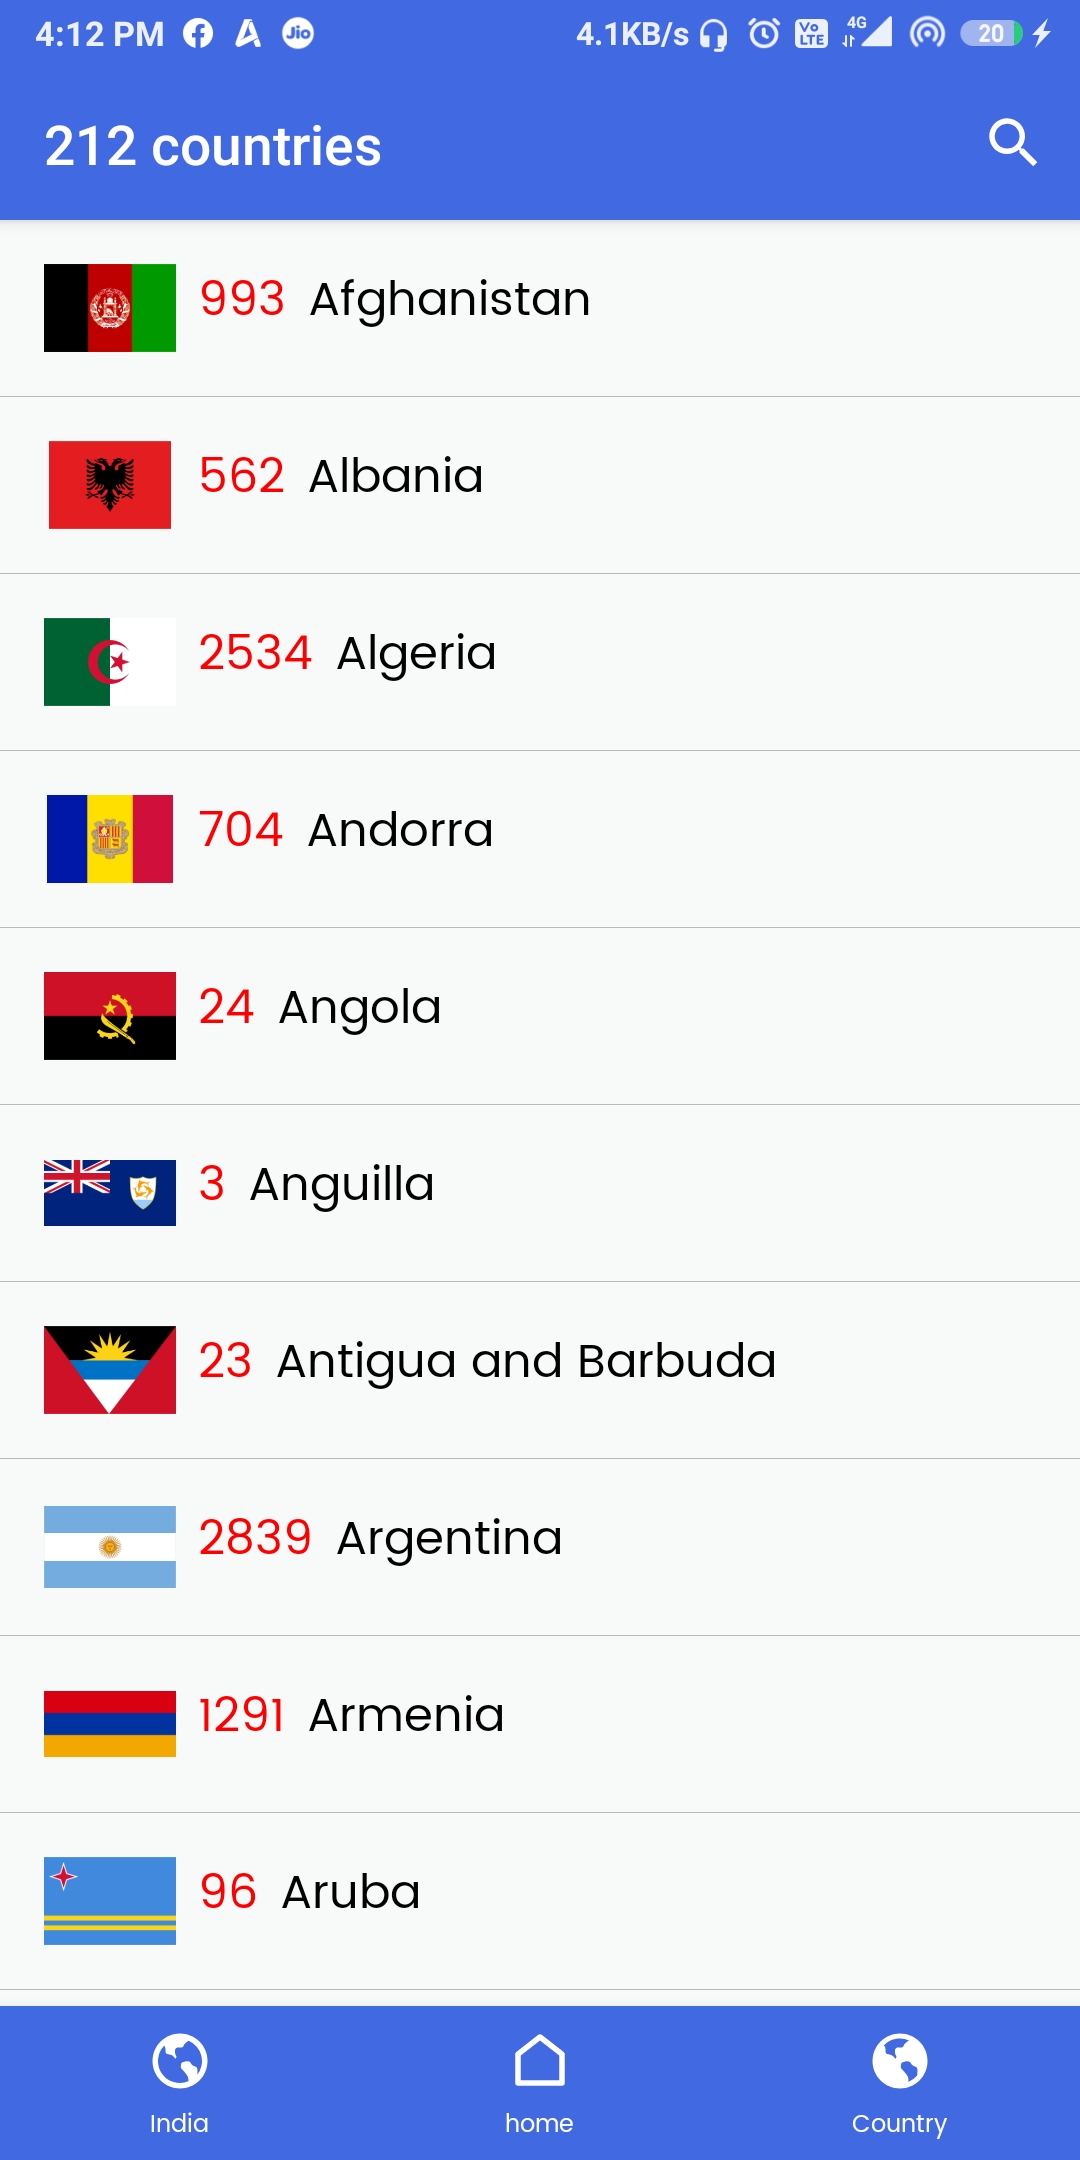 4:12 PM Jio 4.1KB/s Vo LTE 4G 20
212 countries
993 Afghanistan
562 Albania
2534 Algeria
704 Andorra
24 Angola
3 Anguilla
23 Antigua and Barbuda
2839 Argentina
1291 Armenia
96 Aruba
India home Country